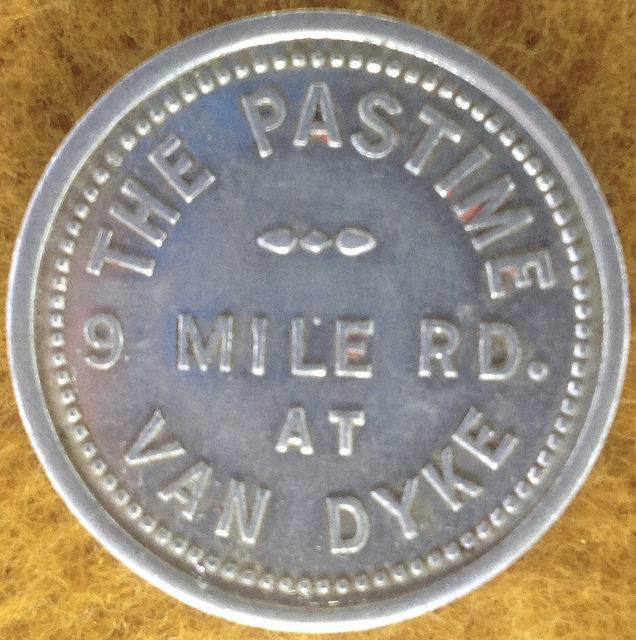 THE PASTIME
9 MILE RD.
AT
VAN DYKE